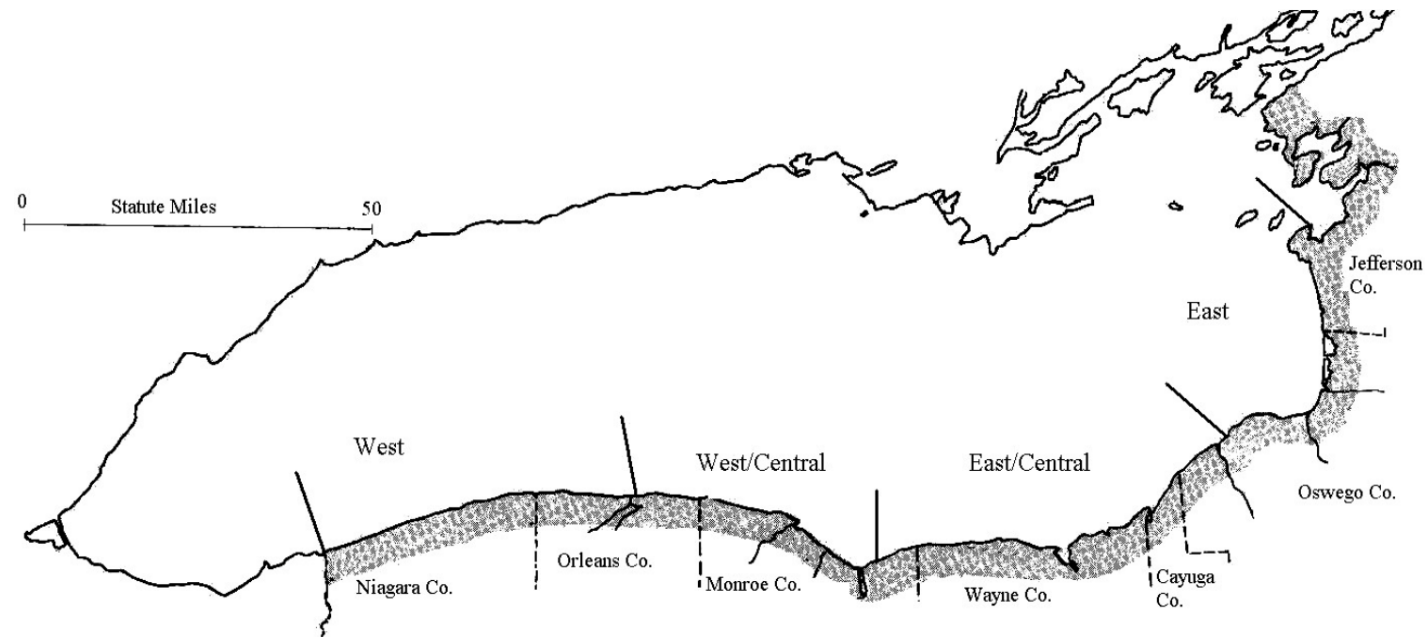 0
Statute Miles
50
Jefferson
Co.
East
West
West/Central
East/Central
Oswego Co.
Orleans Co.
Niagara Co.
Monroe Co.
Wayne Co.
Cayuga
Co.